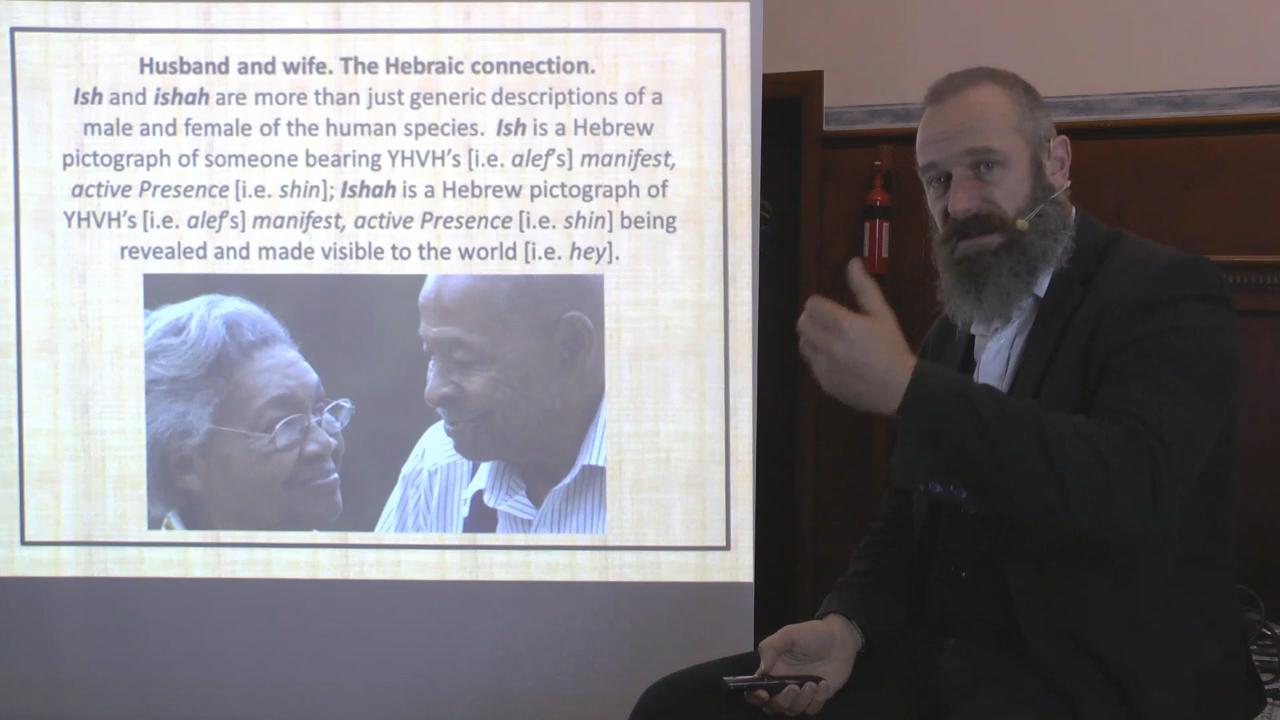 Husband and wife. The Hebraic connection.
Ish and ishah are more than just generic descriptions of a
male and female of the human species. Ish is a Hebrew
pictograph of someone bearing YHVH's [i.e. alef's] manifest,
active Presence [i.e. shin]; Ishah is a Hebrew pictograph of
YHVH's [i.e. alef's] manifest, active Presence [i.e. shin] being
revealed and made visible to the world [i.e. hey].